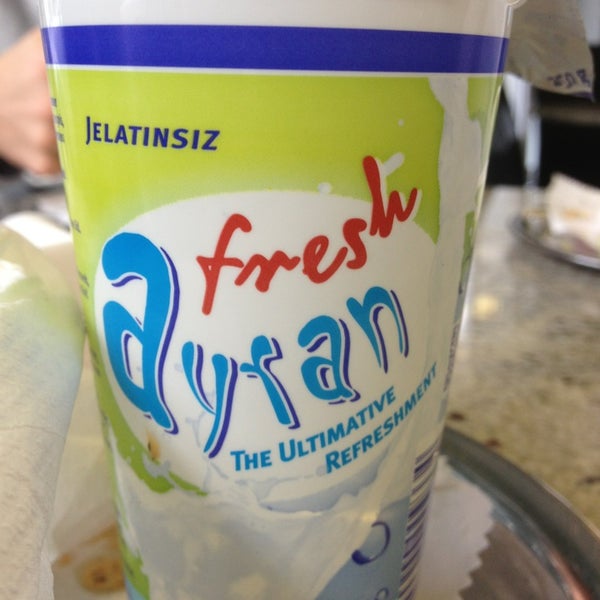 JELATINSIZ
fresh
ayran
THE ULTIMATIVE
REFRESHMENT